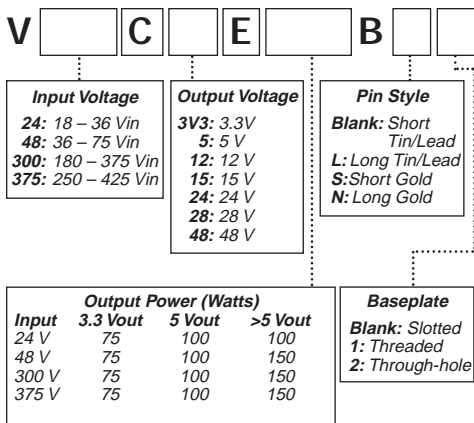 V C E B
Input Voltage
24: 18 – 36 Vin
48: 36 – 75 Vin
300: 180 – 375 Vin
375: 250 – 425 Vin
Output Voltage
3V3: 3.3V
5: 5 V
12: 12 V
15: 15 V
24: 24 V
28: 28 V
48: 48 V
Pin Style
Blank: Short
Tin/Lead
L: Long Tin/Lead
S:Short Gold
N: Long Gold
Output Power (Watts)
Input 3.3 Vout 5 Vout >5 Vout
24 V 75 100 100
48 V 75 100 150
300 V 75 100 150
375 V 75 100 150
Baseplate
Blank: Slotted
1: Threaded
2: Through-hole